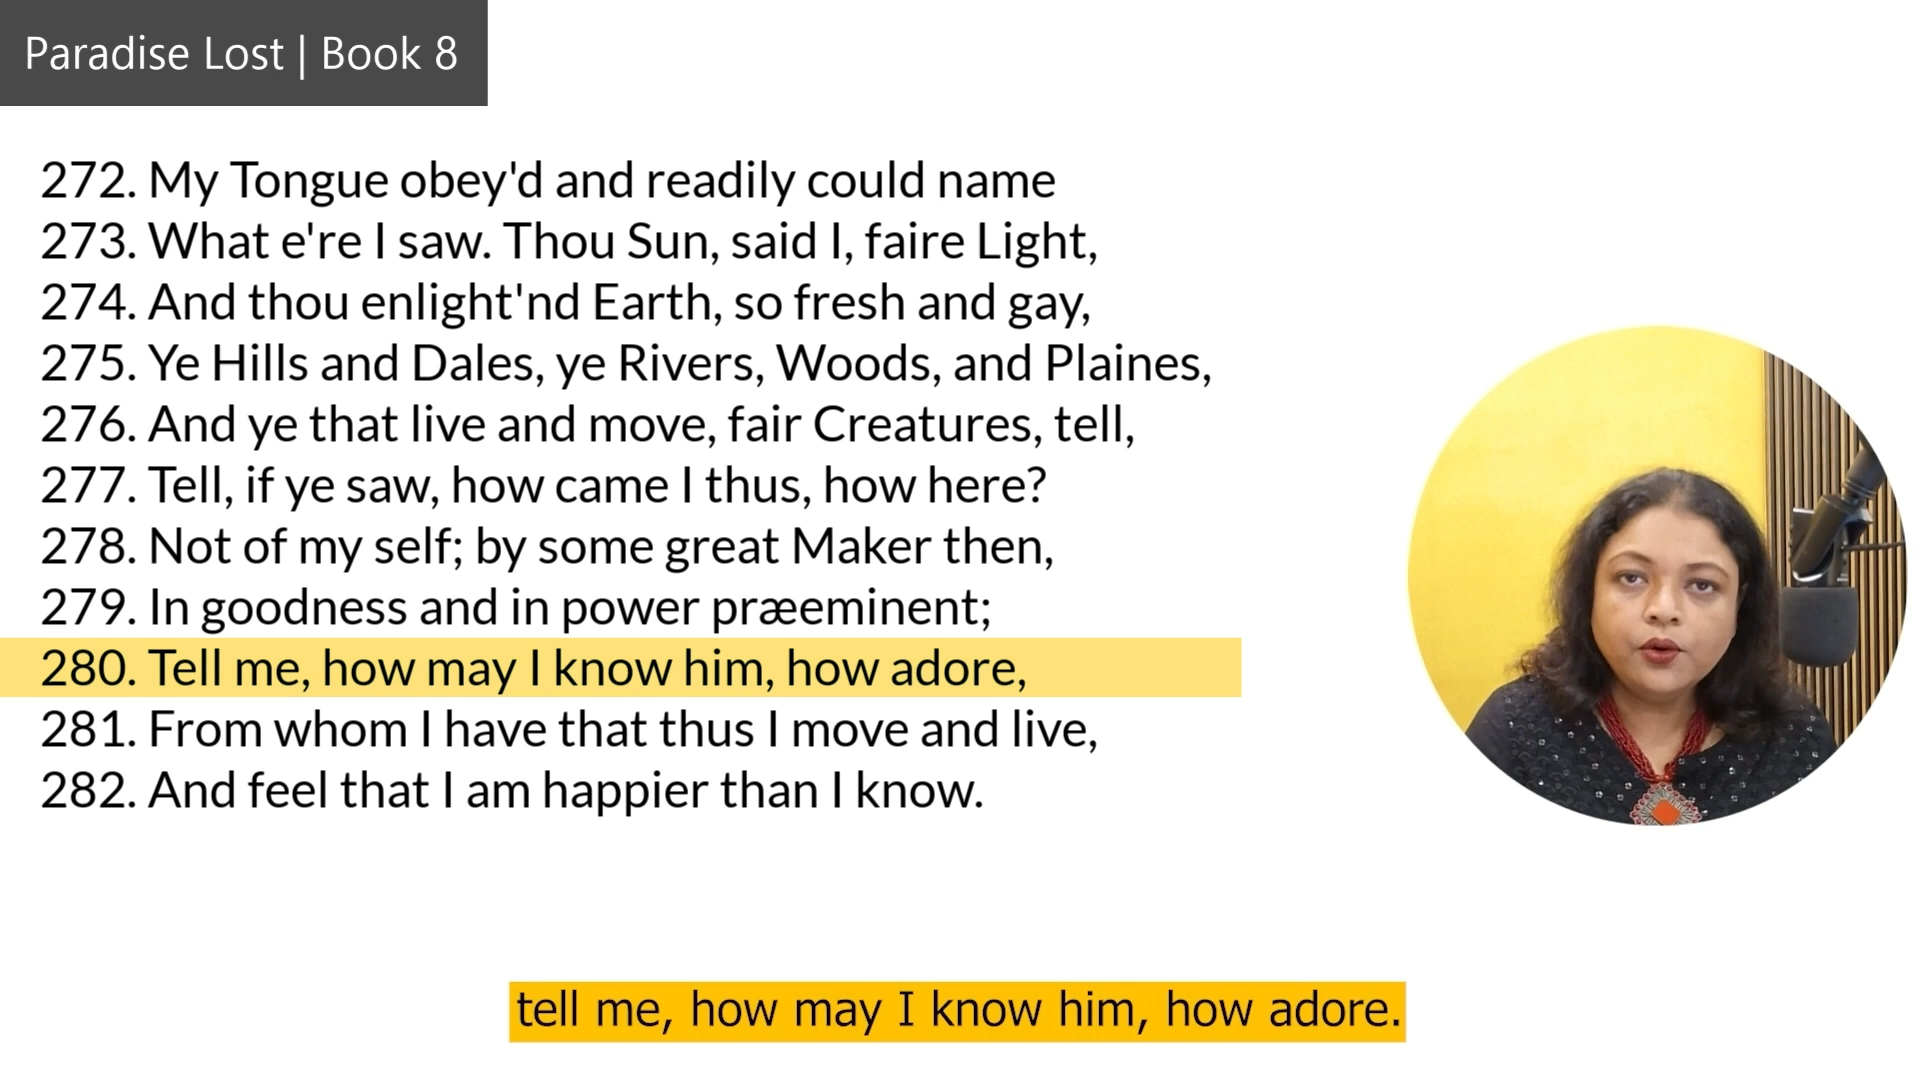 Paradise Lost | Book 8
272. My Tongue obey'd and readily could name
273. What e're I saw. Thou Sun, said I, faire Light,
274. And thou enlight'nd Earth, so fresh and gay,
275. Ye Hills and Dales, ye Rivers, Woods, and Plaines,
276. And ye that live and move, fair Creatures, tell,
277. Tell, if ye saw, how came I thus, how here?
278. Not of my self; by some great Maker then,
279. In goodness and in power præeminent;
280. Tell me, how may I know him, how adore,
281. From whom I have that thus I move and live,
282. And feel that I am happier than I know.
tell me, how may I know him, how adore.